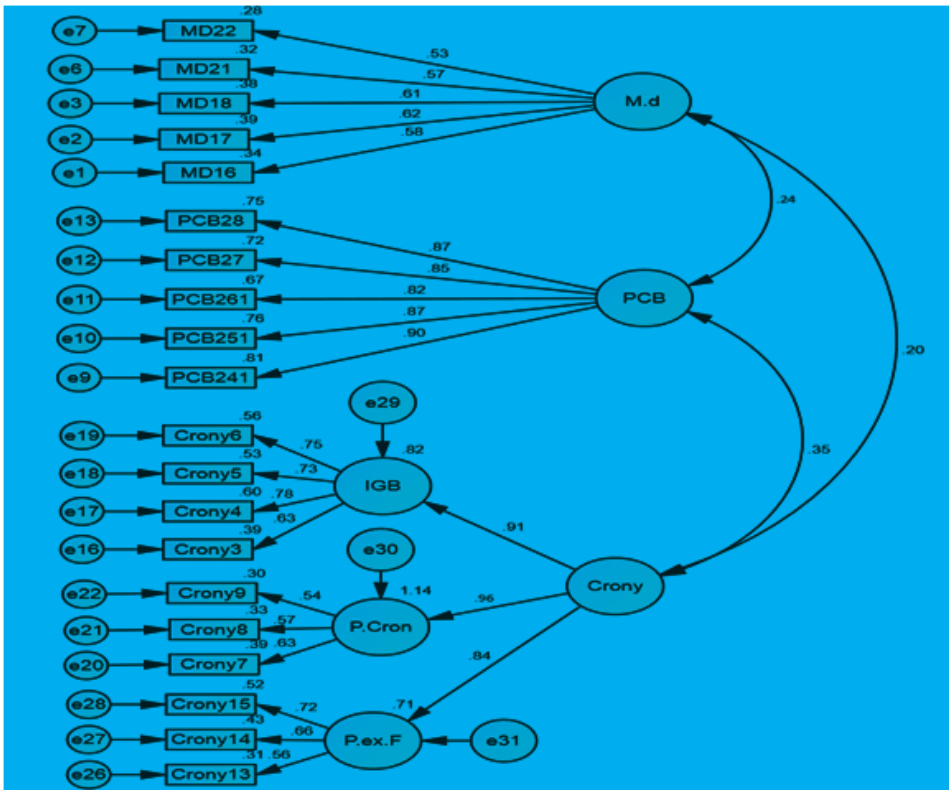 .28
e7 MD22
.53
.32
e6 MD21
.57
.38
e3 MD18
.61
M.d
.39
e2 MD17
.62
.34
e1 MD16
.58
.24
.75
e13 PCB28
.87
.72
e12 PCB27
.85
.67
e11 PCB261
.82
PCB
.76
e10 PCB251
.87
.81
e9 PCB241
.90
.20
e29
.56
e19 Crony6
.75
.82
.35
.53
e18 Crony5
.73
IGB
.60
e17 Crony4
.78
.39
e16 Crony3
.63
.91
e30
.30
e22 Crony9
.54
1.14
.96
Crony
.33
e21 Crony8
.57
P.Cron
.39
e20 Crony7
.63
.84
.52
e28 Crony15
.72
.71
.43
e27 Crony14
.66
P.ex.F
e31
.31
e26 Crony13
.56